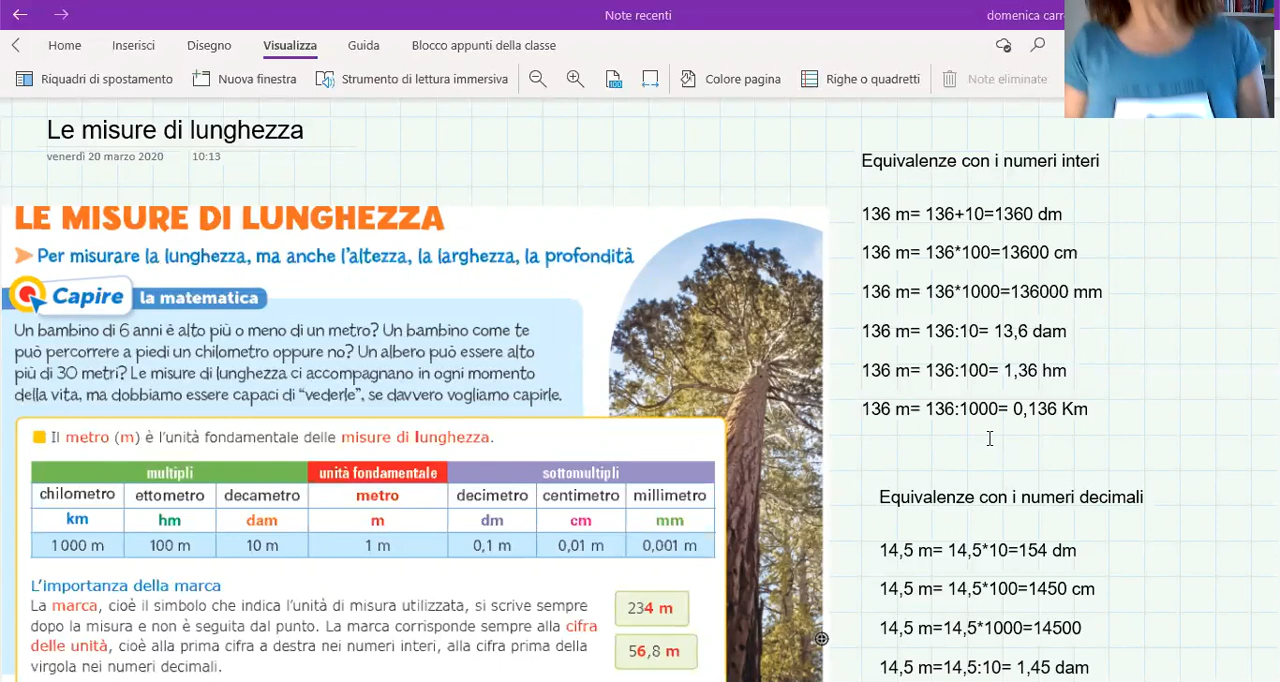 Note recenti
domenica carr
Home Inserisci Disegno Visualizza Guida Blocco appunti della classe
Riquadri di spostamento Nuova finestra Strumento di lettura immersiva Colore pagina Righe o quadretti Note eliminate
Le misure di lunghezza
venerdì 20 marzo 2020 10:13
LE MISURE DI LUNGHEZZA
Per misurare la lunghezza, ma anche l'altezza, la larghezza, la profondità
Capire la matematica
Un bambino di 6 anni è alto più o meno di un metro? Un bambino come te
può percorrere a piedi un chilometro oppure no? Un albero può essere alto
più di 30 metri? Le misure di lunghezza ci accompagnano in ogni momento
della vita, ma dobbiamo essere capaci di "vederle", se davvero vogliamo capirle.
Il metro (m) è l'unità fondamentale delle misure di lunghezza.
multipli unità fondamentale sottomultipli
chilometro ettometro decametro metro decimetro centimetro millimetro
km hm dam m dm cm mm
1 000 m 100 m 10 m 1 m 0,1 m 0,01 m 0,001 m
L'importanza della marca
La marca, cioè il simbolo che indica l'unità di misura utilizzata, si scrive sempre
dopo la misura e non è seguita dal punto. La marca corrisponde sempre alla cifra
delle unità, cioè alla prima cifra a destra nei numeri interi, alla cifra prima della
virgola nei numeri decimali.
234 m
56,8 m
Equivalenze con i numeri interi
136 m= 136+10=1360 dm
136 m= 136*100=13600 cm
136 m= 136*1000=136000 mm
136 m= 136:10= 13,6 dam
136 m= 136:100= 1,36 hm
136 m= 136:1000= 0,136 Km
Equivalenze con i numeri decimali
14,5 m= 14,5*10=154 dm
14,5 m= 14,5*100=1450 cm
14,5 m=14,5*1000=14500
14,5 m=14,5:10= 1,45 dam